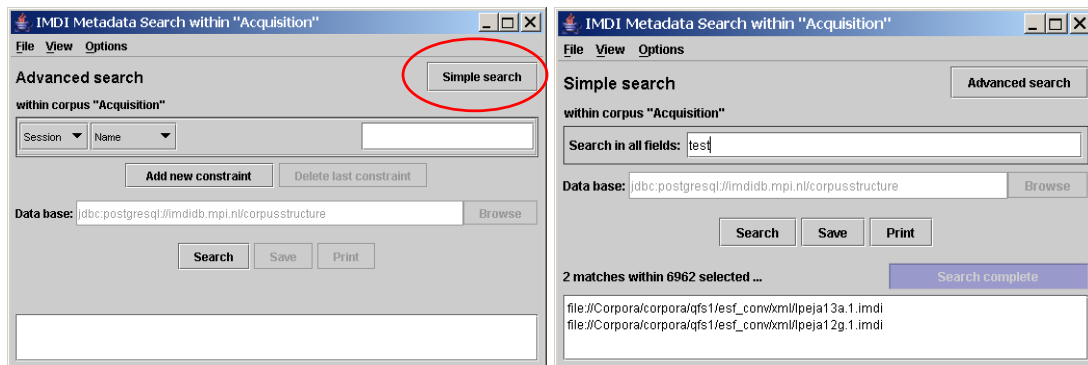 IMDI Metadata Search within "Acquisition"
File View Options
Advanced search
Simple search
within corpus "Acquisition"
Session Name
Add new constraint Delete last constraint
Data base: jdbc:postgresql://imdidb.mpi.nl/corpusstructure Browse
Search Save Print
IMDI Metadata Search within "Acquisition"
File View Options
Simple search
Advanced search
within corpus "Acquisition"
Search in all fields: test
Data base: jdbc:postgresql://imdidb.mpi.nl/corpusstructure Browse
Search Save Print
2 matches within 6962 selected ... Search complete
file://Corpora/corpora/qfs1/esf_conv/xml/lpeja13a.1.imdi
file://Corpora/corpora/qfs1/esf_conv/xml/lpeja12g.1.imdi